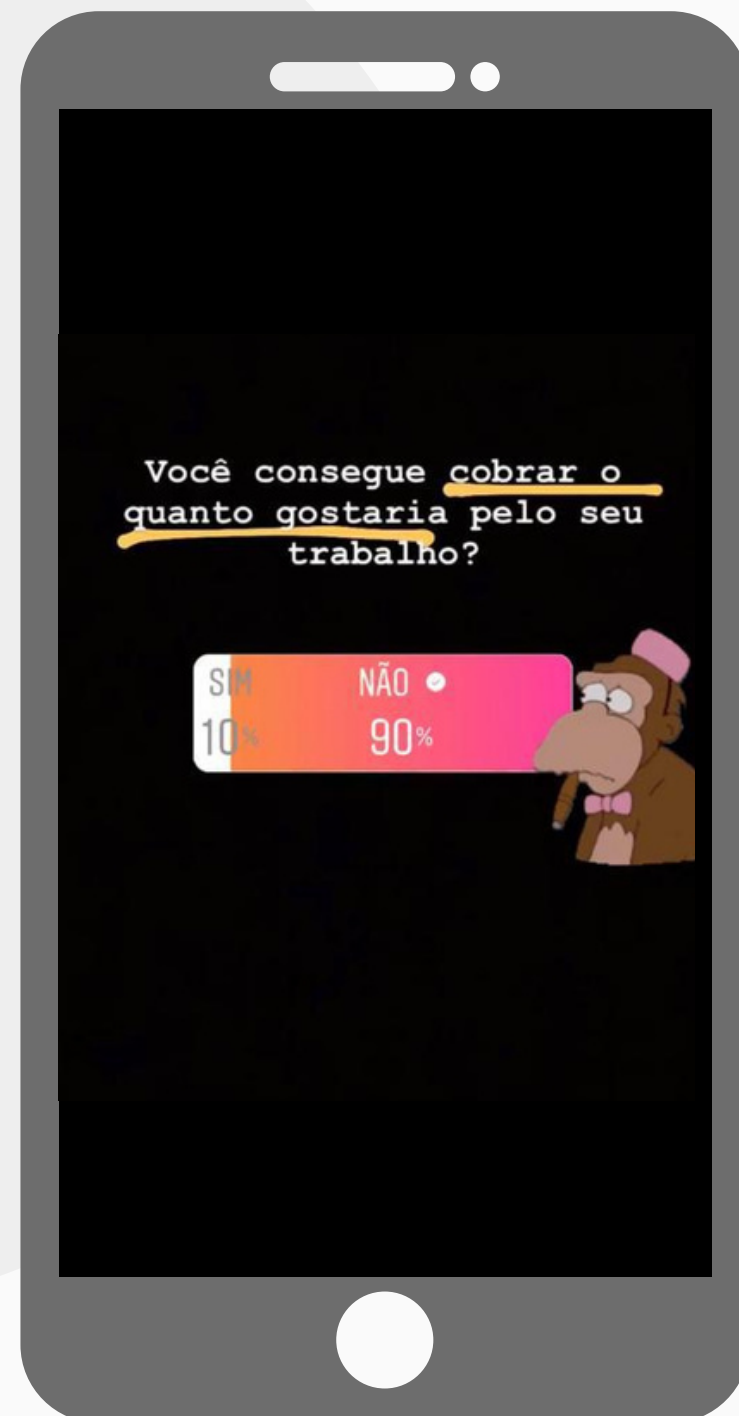 Você consegue cobrar o
quanto gostaria pelo seu
trabalho?
SIM NÃO
10% 90%